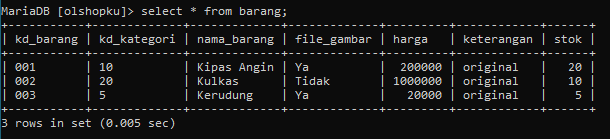 MariaDB [olshopku]> select * from barang;
+-----------+-------------+-------------+-------------+---------+------------+------+
| kd_barang | kd_kategori | nama_barang | file_gambar | harga   | keterangan | stok |
+-----------+-------------+-------------+-------------+---------+------------+------+
| 001       | 10          | Kipas Angin | Ya          |  200000 | original   |   20 |
| 002       | 20          | Kulkas      | Tidak       | 1000000 | original   |   10 |
| 003       | 5           | Kerudung    | Ya          |   20000 | original   |    5 |
+-----------+-------------+-------------+-------------+---------+------------+------+
3 rows in set (0.005 sec)